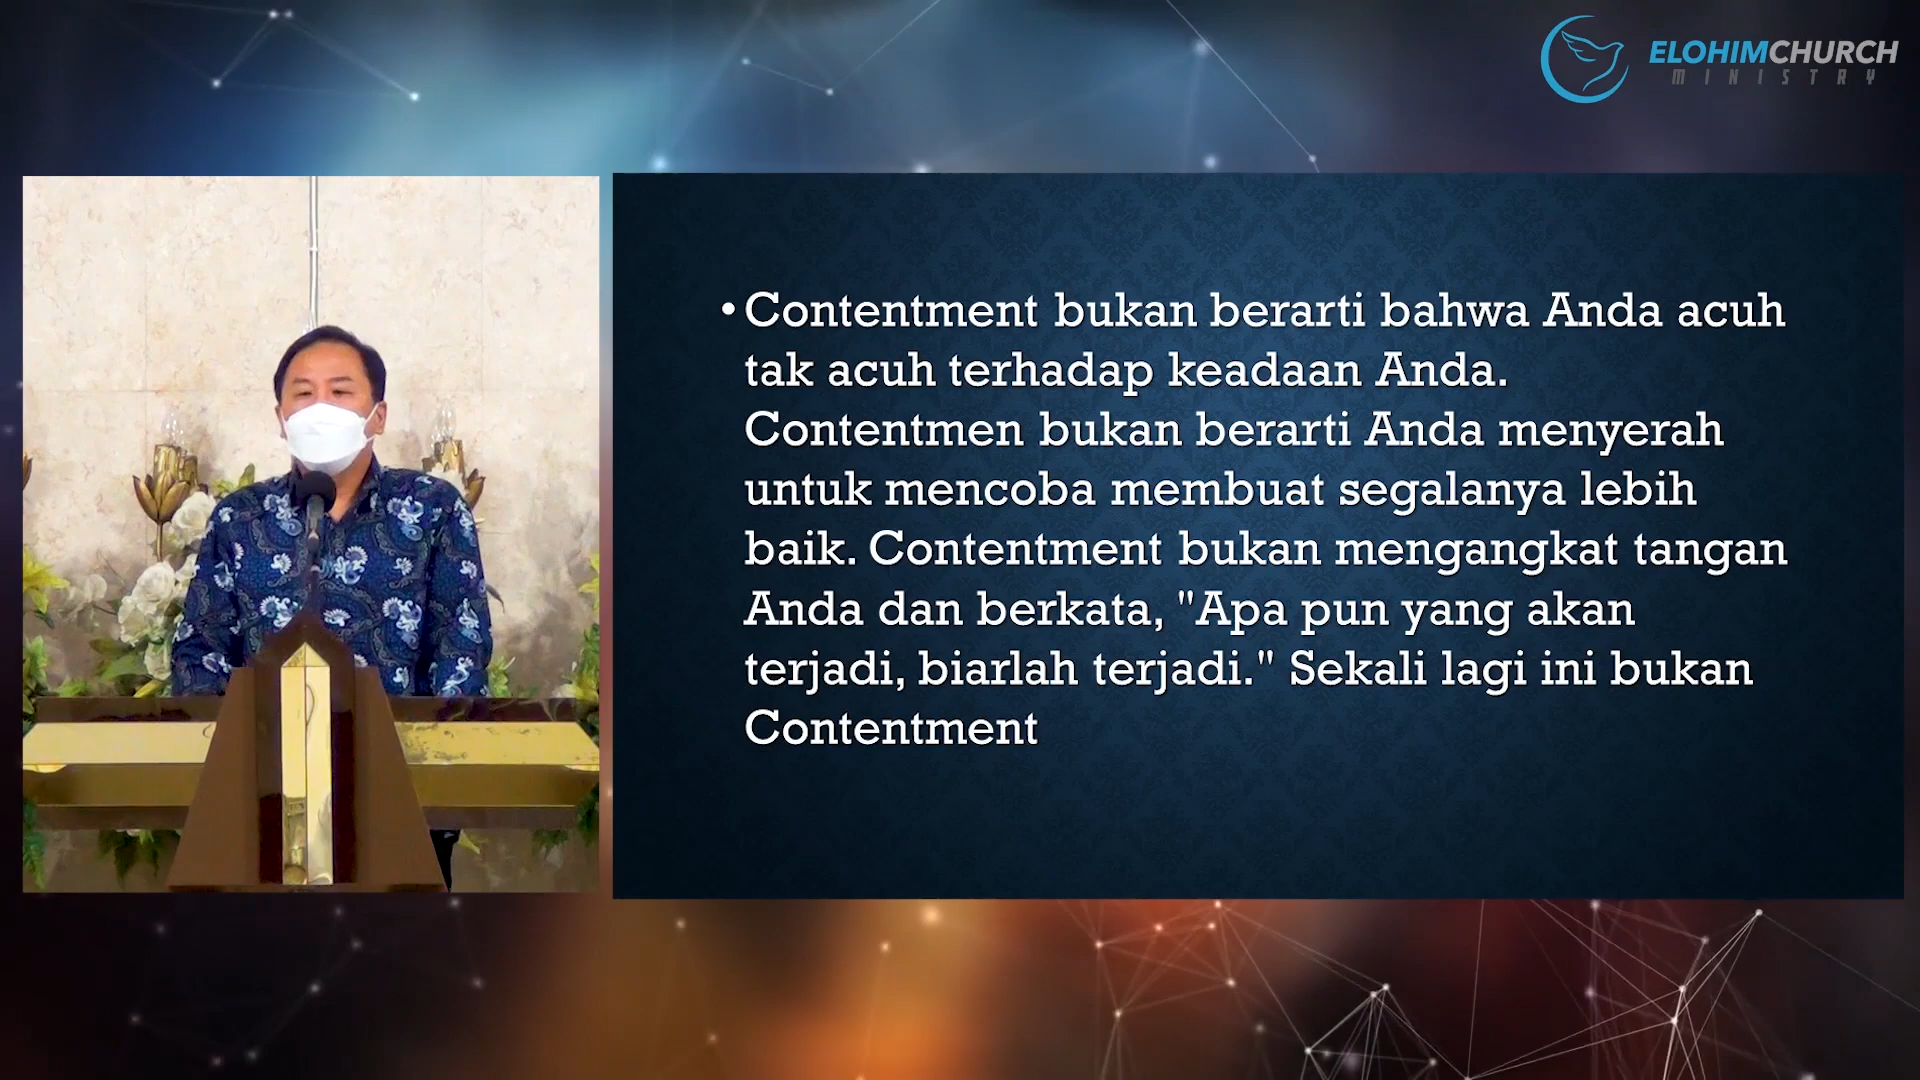 ELOHIMCHURCH
MINISTRY
• Contentment bukan berarti bahwa Anda acuh
tak acuh terhadap keadaan Anda.
Contentmen bukan berarti Anda menyerah
untuk mencoba membuat segalanya lebih
baik. Contentment bukan mengangkat tangan
Anda dan berkata, "Apa pun yang akan
terjadi, biarlah terjadi." Sekali lagi ini bukan
Contentment